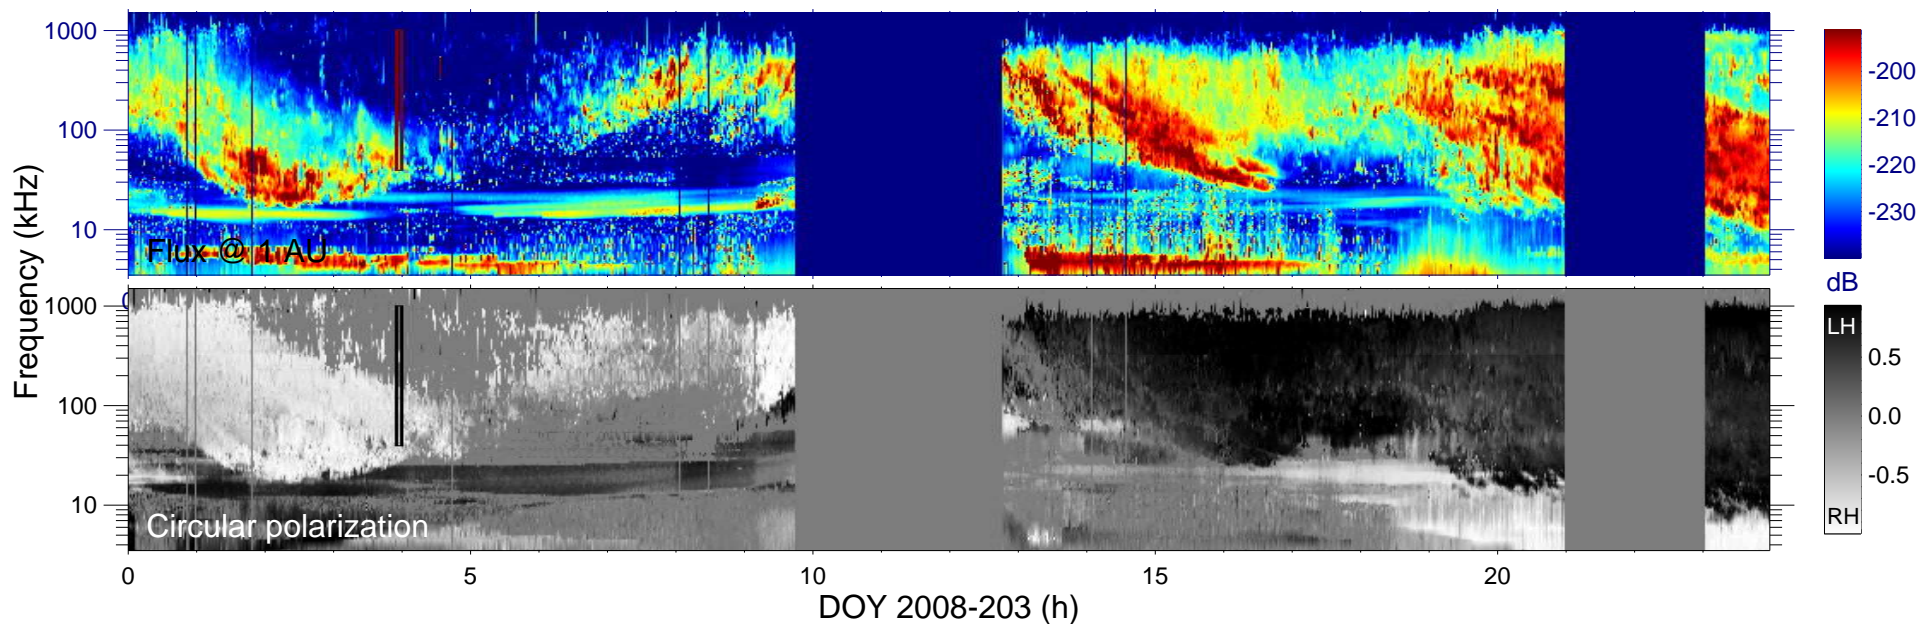 1000
100
10
Flux @ 1 AU
-200
-210
-220
-230
dB
0
1000
100
10
Circular polarization
Frequency (kHz)
LH
0.5
0.0
-0.5
RH
0 5 10 15 20
DOY 2008-203 (h)